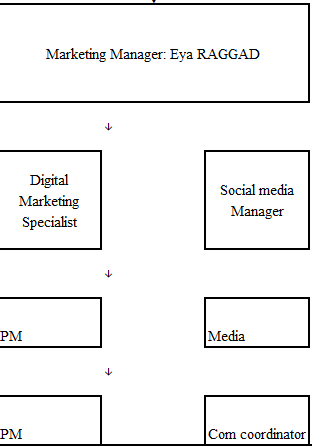 Marketing Manager: Eya RAGGAD
Digital
Marketing
Specialist
Social media
Manager
PM
Media
PM
Com coordinator